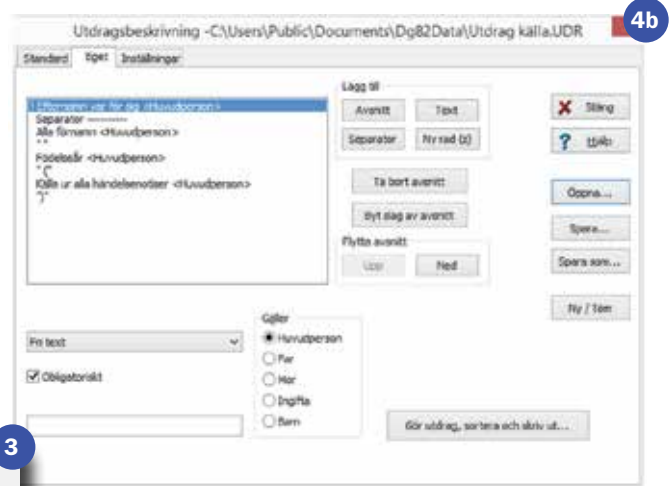 4b
Utdragsbeskrivning -C:\Users\Public\Documents\Dg82Data\Utdrag källa.UDR
Standard Eget Inställningar
Lägg till
! Efternamn var för sig <Huvudperson>
Separator ----------
Alla förnamn <Huvudperson>
" "
Födelseår <Huvudperson>
" ("
Källa ur alla händelsenotiser <Huvudperson>
")"
Avsnitt Text
Separator Ny rad (z)
Ta bort avsnitt
Byt slag av avsnitt
Flytta avsnitt
Upp Ned
Stäng
Hjälp
Öppna...
Spara...
Spara som...
Ny / Töm
Fri text
Obligatoriskt
Gäller
Huvudperson
Far
Mor
Ingifta
Barn
Gör utdrag, sortera och skriv ut...
3